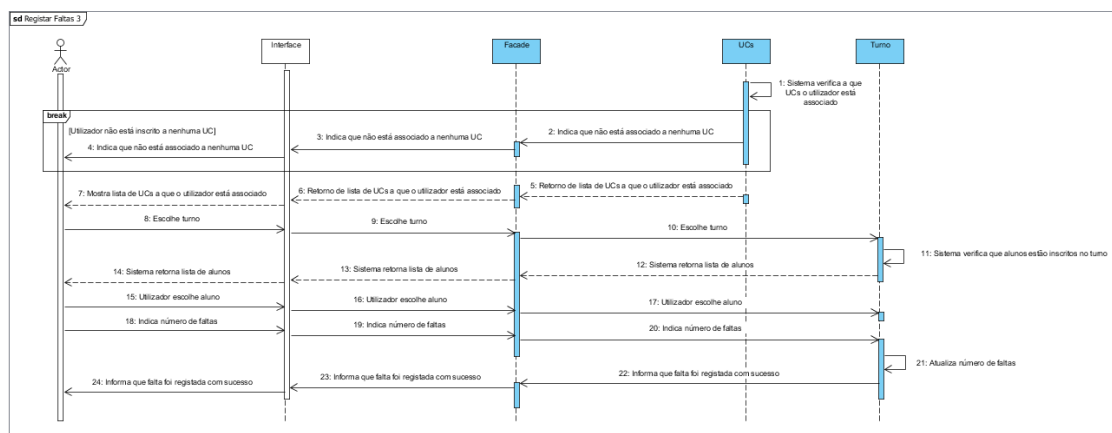 sd Registar Faltas 3
Actor
Interface
Facade
UCs
Turno
1: Sistema verifica a que
UCs o utilizador está
associado
break
[Utilizador não está inscrito a nenhuma UC]
2: Indica que não está associado a nenhuma UC
3: Indica que não está associado a nenhuma UC
4: Indica que não está associado a nenhuma UC
5: Retorno de lista de UCs a que o utilizador está associado
6: Retorno de lista de UCs a que o utilizador está associado
7: Mostra lista de UCs a que o utilizador está associado
8: Escolhe turno
9: Escolhe turno
10: Escolhe turno
11: Sistema verifica que alunos estão inscritos no turno
12: Sistema retorna lista de alunos
13: Sistema retorna lista de alunos
14: Sistema retorna lista de alunos
15: Utilizador escolhe aluno
16: Utilizador escolhe aluno
17: Utilizador escolhe aluno
18: Indica número de faltas
19: Indica número de faltas
20: Indica número de faltas
21: Atualiza número de faltas
22: Informa que falta foi registada com sucesso
23: Informa que falta foi registada com sucesso
24: Informa que falta foi registada com sucesso